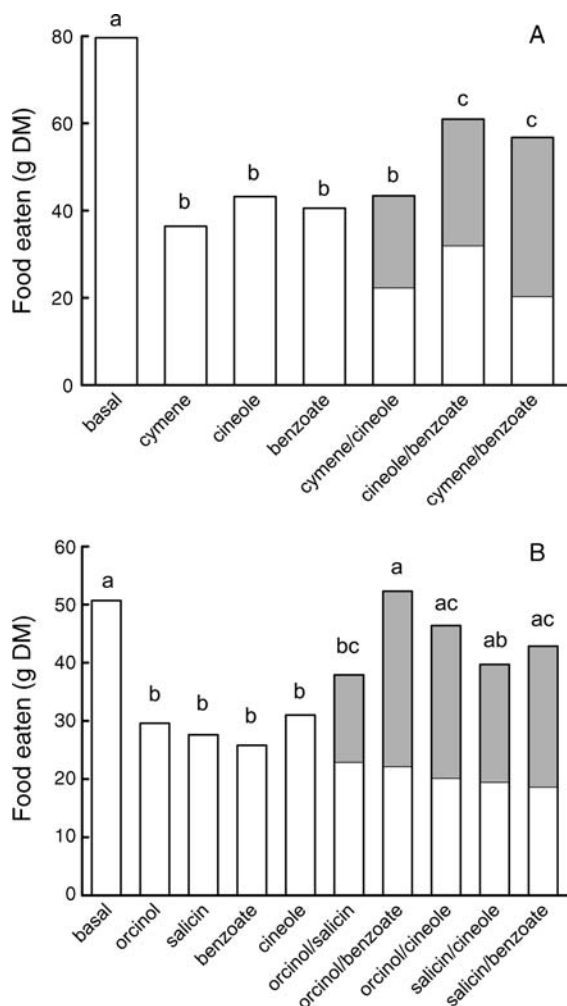 A
Food eaten (g DM)
80
60
40
20
0
a
b
b
b
b
c
c
basal
cymene
cineole
benzoate
cymene/cineole
cineole/benzoate
cymene/benzoate
B
Food eaten (g DM)
60
50
40
30
20
10
0
a
b
b
b
b
bc
a
ac
ab
ac
basal
orcinol
salicin
benzoate
cineole
orcinol/salicin
orcinol/benzoate
orcinol/cineole
salicin/cineole
salicin/benzoate